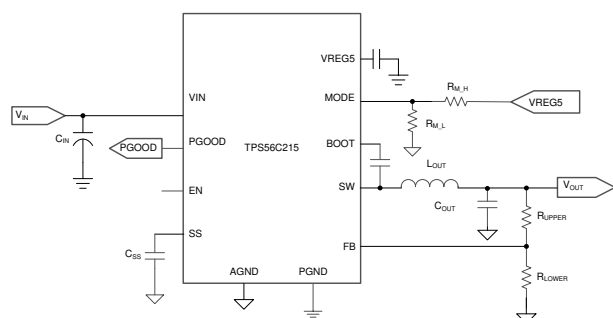 VREG5
R_M_H
VIN
MODE
VREG5
V_IN
R_M_L
C_IN
PGOOD
PGOOD
TPS56C215
BOOT
L_OUT
EN
SW
V_OUT
C_OUT
R_UPPER
SS
C_SS
FB
AGND
PGND
R_LOWER